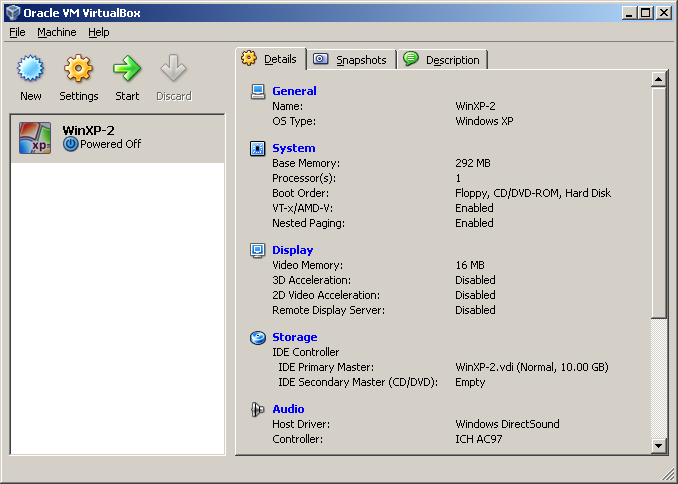 Oracle VM VirtualBox
File Machine Help
New Settings Start Discard
Details Snapshots Description
WinXP-2
Powered Off
General
Name: WinXP-2
OS Type: Windows XP
System
Base Memory: 292 MB
Processor(s): 1
Boot Order: Floppy, CD/DVD-ROM, Hard Disk
VT-x/AMD-V: Enabled
Nested Paging: Enabled
Display
Video Memory: 16 MB
3D Acceleration: Disabled
2D Video Acceleration: Disabled
Remote Display Server: Disabled
Storage
IDE Controller
IDE Primary Master: WinXP-2.vdi (Normal, 10.00 GB)
IDE Secondary Master (CD/DVD): Empty
Audio
Host Driver: Windows DirectSound
Controller: ICH AC97